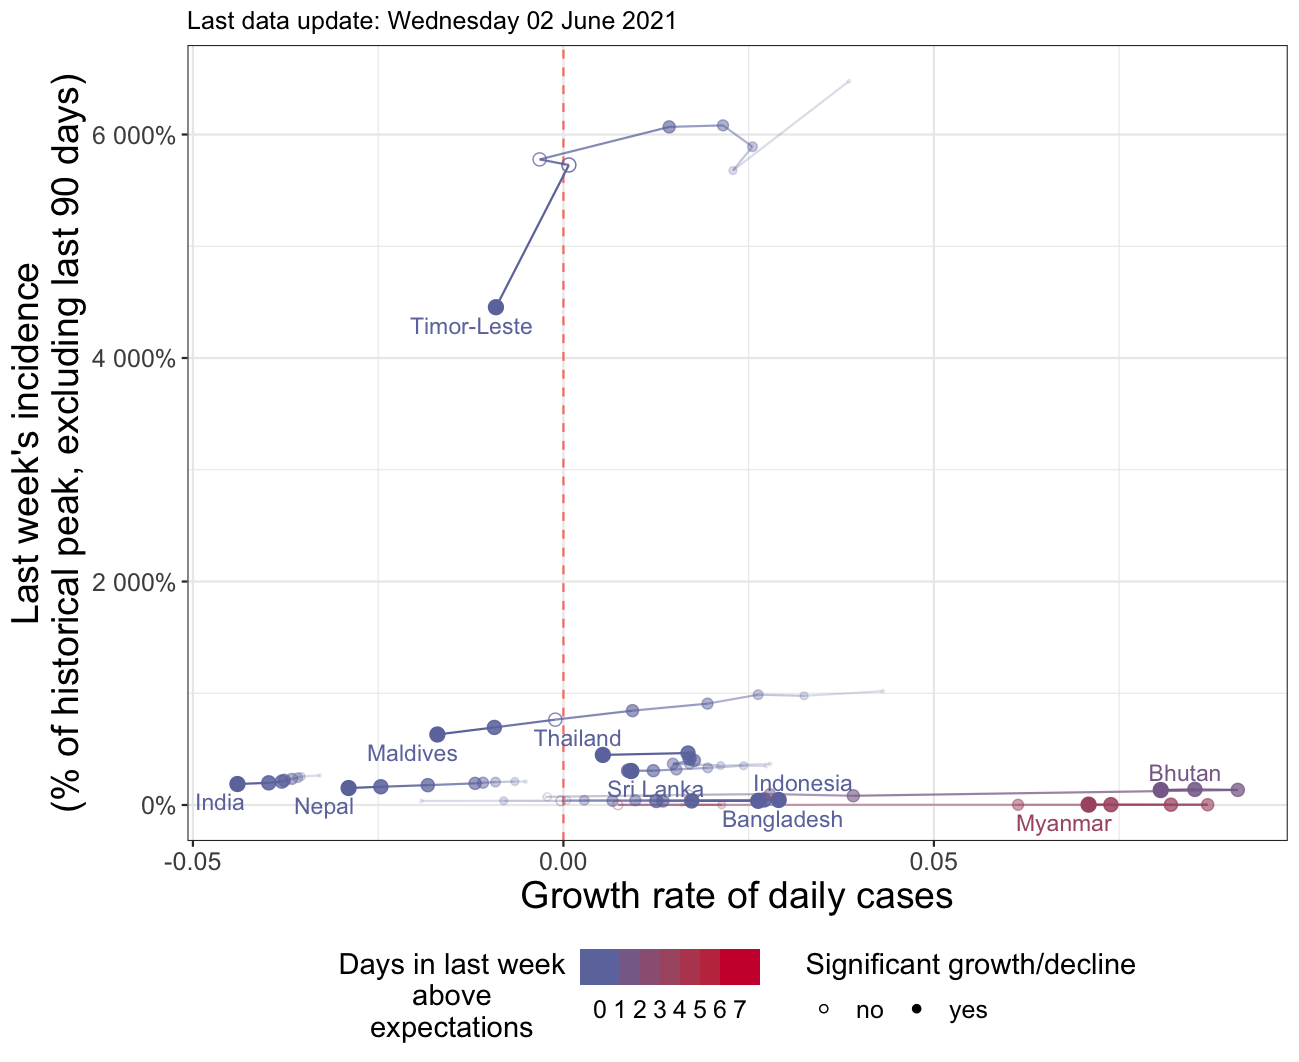 Last data update: Wednesday 02 June 2021
Last week's incidence
(% of historical peak, excluding last 90 days)
6 000%
4 000%
2 000%
0%
Timor-Leste
Maldives
Thailand
India
Nepal
Sri Lanka
Indonesia
Bangladesh
Bhutan
Myanmar
-0.05
0.00
0.05
Growth rate of daily cases
Days in last week
above
expectations
0 1 2 3 4 5 6 7
Significant growth/decline
no
yes